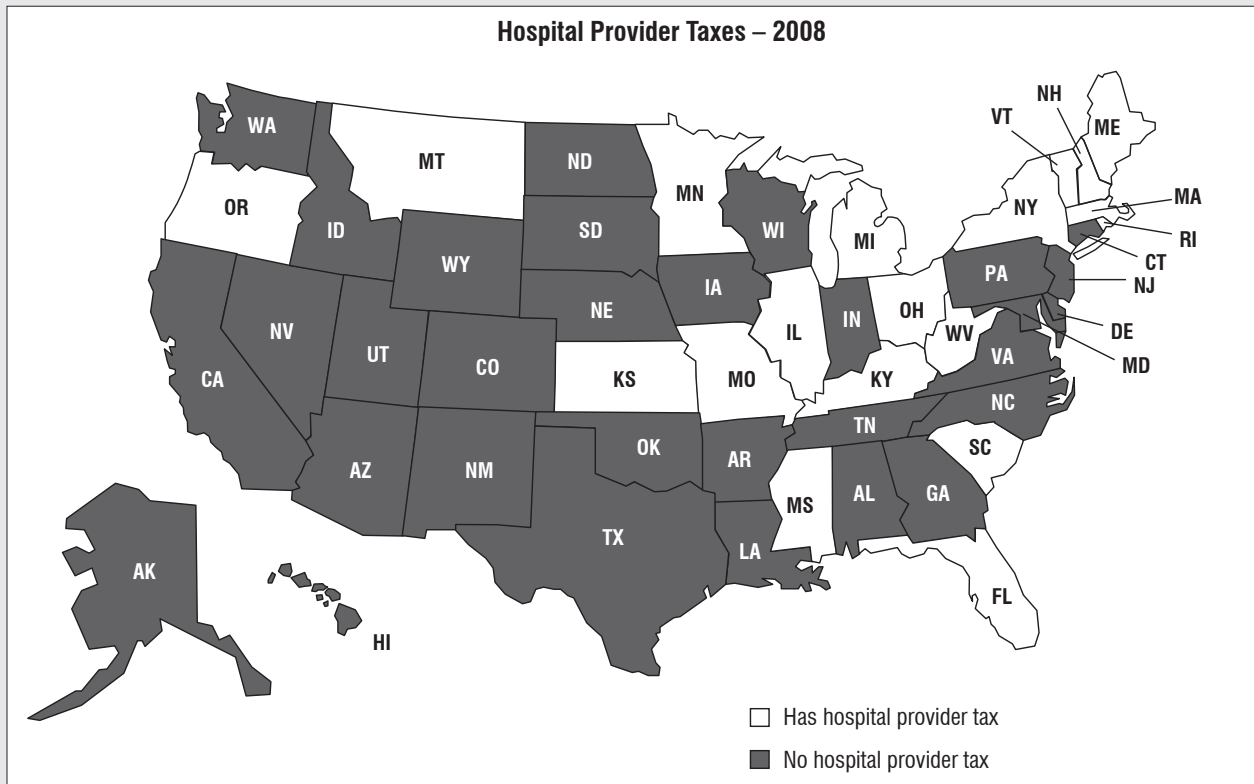 Hospital Provider Taxes – 2008
NH
VT
ME
WA
MT
ND
MN
OR
ID
SD
WI
MI
NY
MA
RI
CT
NJ
WY
IA
PA
NE
OH
DE
MD
NV
UT
CO
IL
IN
WV
VA
CA
KS
MO
KY
NC
TN
SC
AZ
NM
OK
AR
MS
AL
GA
TX
LA
AK
FL
HI
Has hospital provider tax
No hospital provider tax